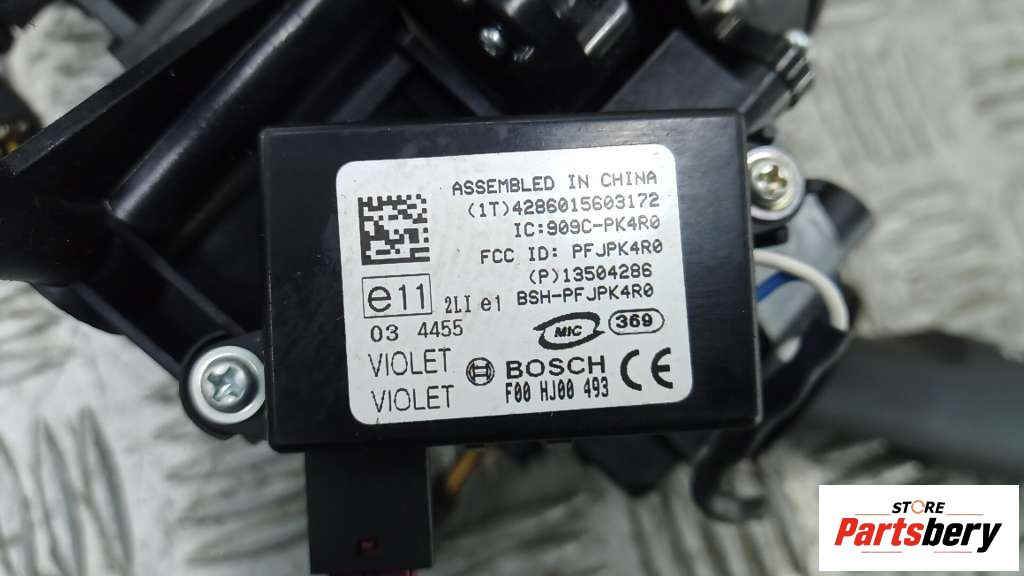 ASSEMBLED IN CHINA
(1T)4286015603172
IC:909C-PK4R0
FCC ID: PFJPK4R0
(P)13504286
e11 2LI e1 BSH-PFJPK4R0
03 4455 MIC 369
VIOLET BOSCH CE
VIOLET F00 HJ00 493
STORE
Partsbery